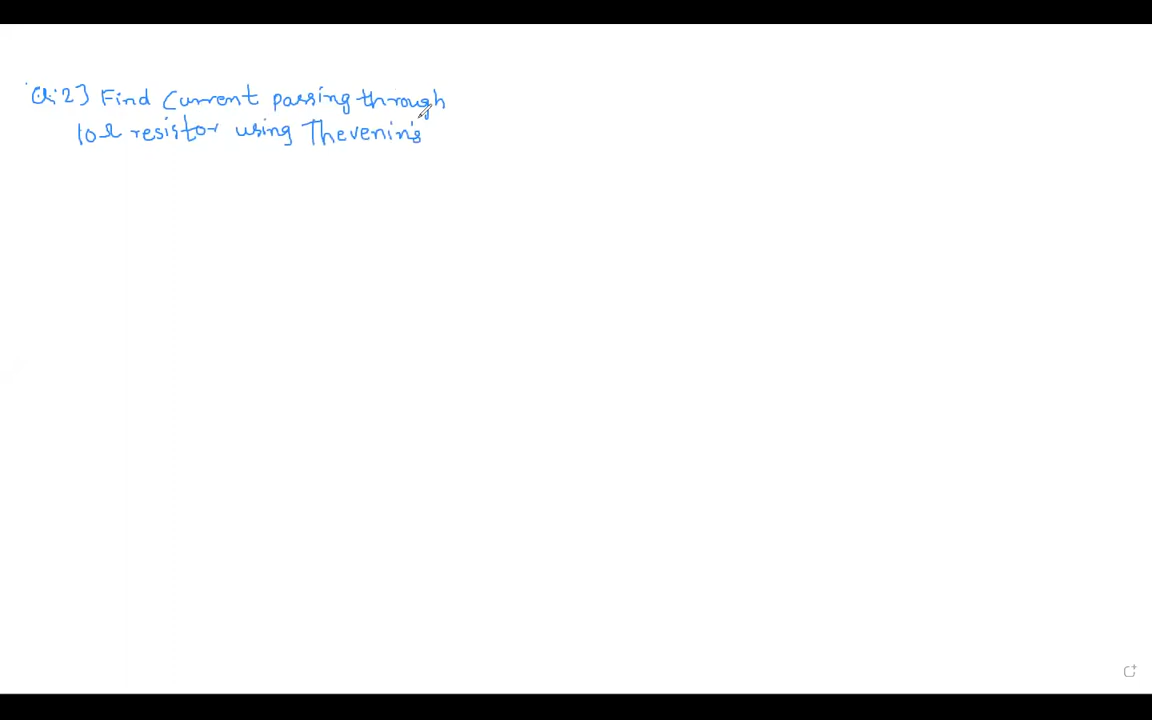 Q.2] Find Current passing through
10Ω resistor using Thevenin's